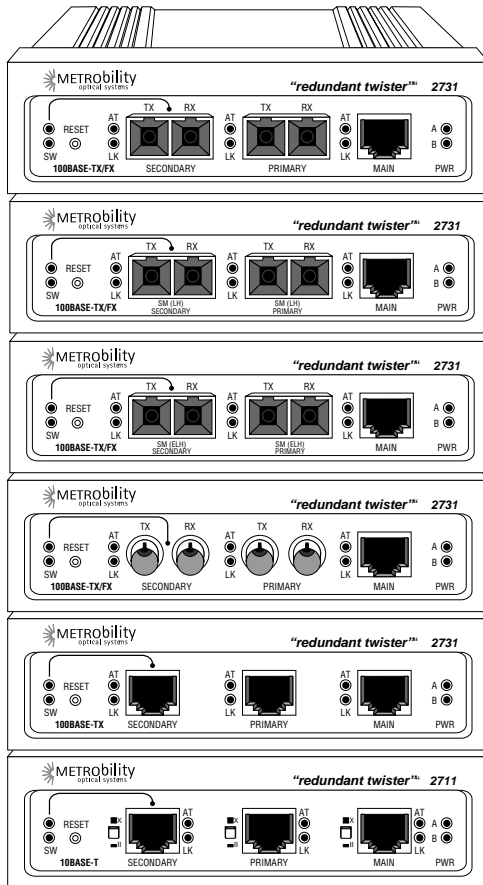 METRObility "redundant twister"™ 2731
optical systems
TX RX TX RX
RESET AT AT AT A
SW LK LK LK B
100BASE-TX/FX SECONDARY PRIMARY MAIN PWR
METRObility "redundant twister"™ 2731
optical systems
TX RX TX RX
RESET AT AT AT A
SW LK LK LK B
SM (LH) SM (LH)
100BASE-TX/FX SECONDARY PRIMARY MAIN PWR
METRObility "redundant twister"™ 2731
optical systems
TX RX TX RX
RESET AT AT AT A
SW LK LK LK B
SM (ELH) SM (ELH)
100BASE-TX/FX SECONDARY PRIMARY MAIN PWR
METRObility "redundant twister"™ 2731
optical systems
TX RX TX RX
RESET AT AT AT A
SW LK LK LK B
100BASE-TX/FX SECONDARY PRIMARY MAIN PWR
METRObility "redundant twister"™ 2731
optical systems
RESET AT AT AT A
SW LK LK LK B
100BASE-TX SECONDARY PRIMARY MAIN PWR
METRObility "redundant twister"™ 2711
optical systems
X AT X AT X AT
RESET A
SW II LK II LK II LK B
10BASE-T SECONDARY PRIMARY MAIN PWR